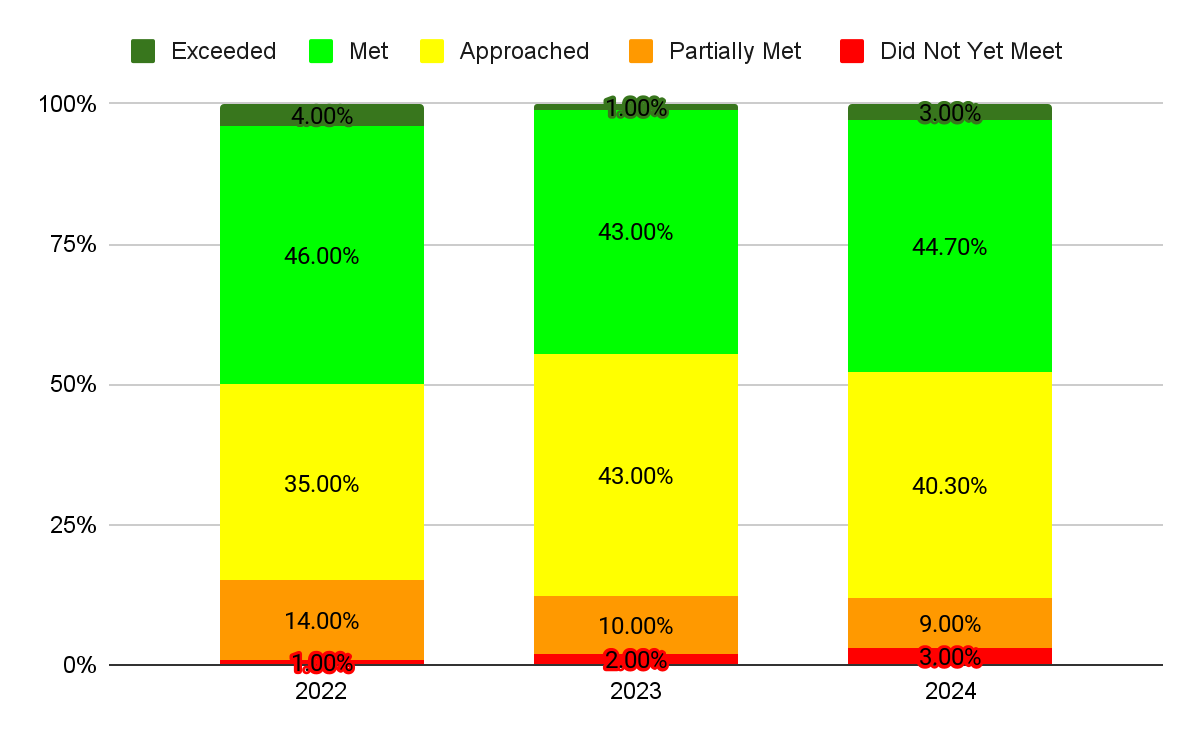 Exceeded Met Approached Partially Met Did Not Yet Meet
100%
4.00% 1.00% 3.00%
46.00% 43.00% 44.70%
75%
50%
35.00% 43.00% 40.30%
25%
14.00% 10.00% 9.00%
1.00% 2.00% 3.00%
0%
2022 2023 2024